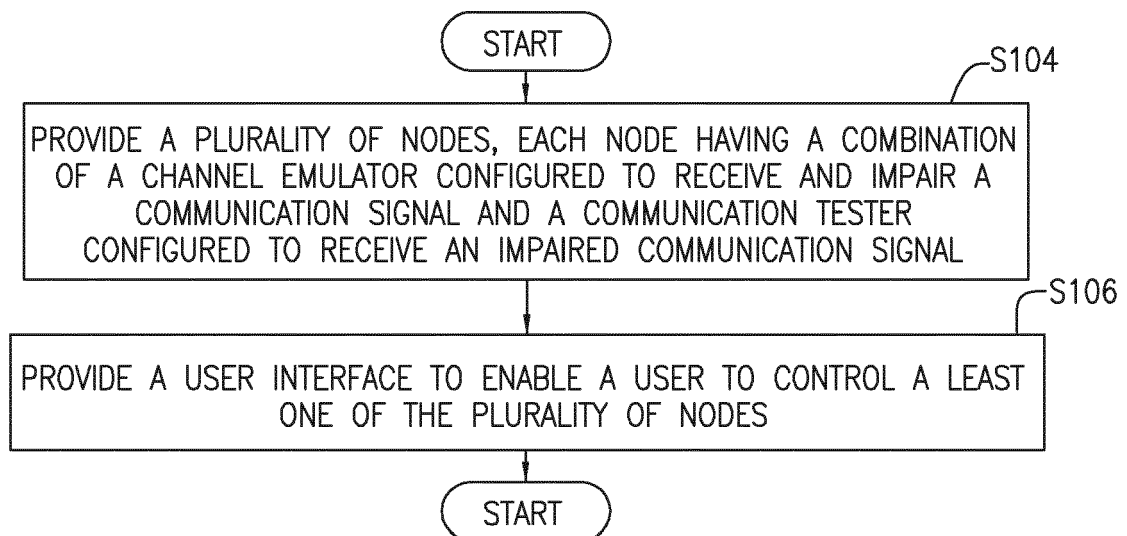 START
S104
PROVIDE A PLURALITY OF NODES, EACH NODE HAVING A COMBINATION
OF A CHANNEL EMULATOR CONFIGURED TO RECEIVE AND IMPAIR A
COMMUNICATION SIGNAL AND A COMMUNICATION TESTER
CONFIGURED TO RECEIVE AN IMPAIRED COMMUNICATION SIGNAL
S106
PROVIDE A USER INTERFACE TO ENABLE A USER TO CONTROL A LEAST
ONE OF THE PLURALITY OF NODES
START